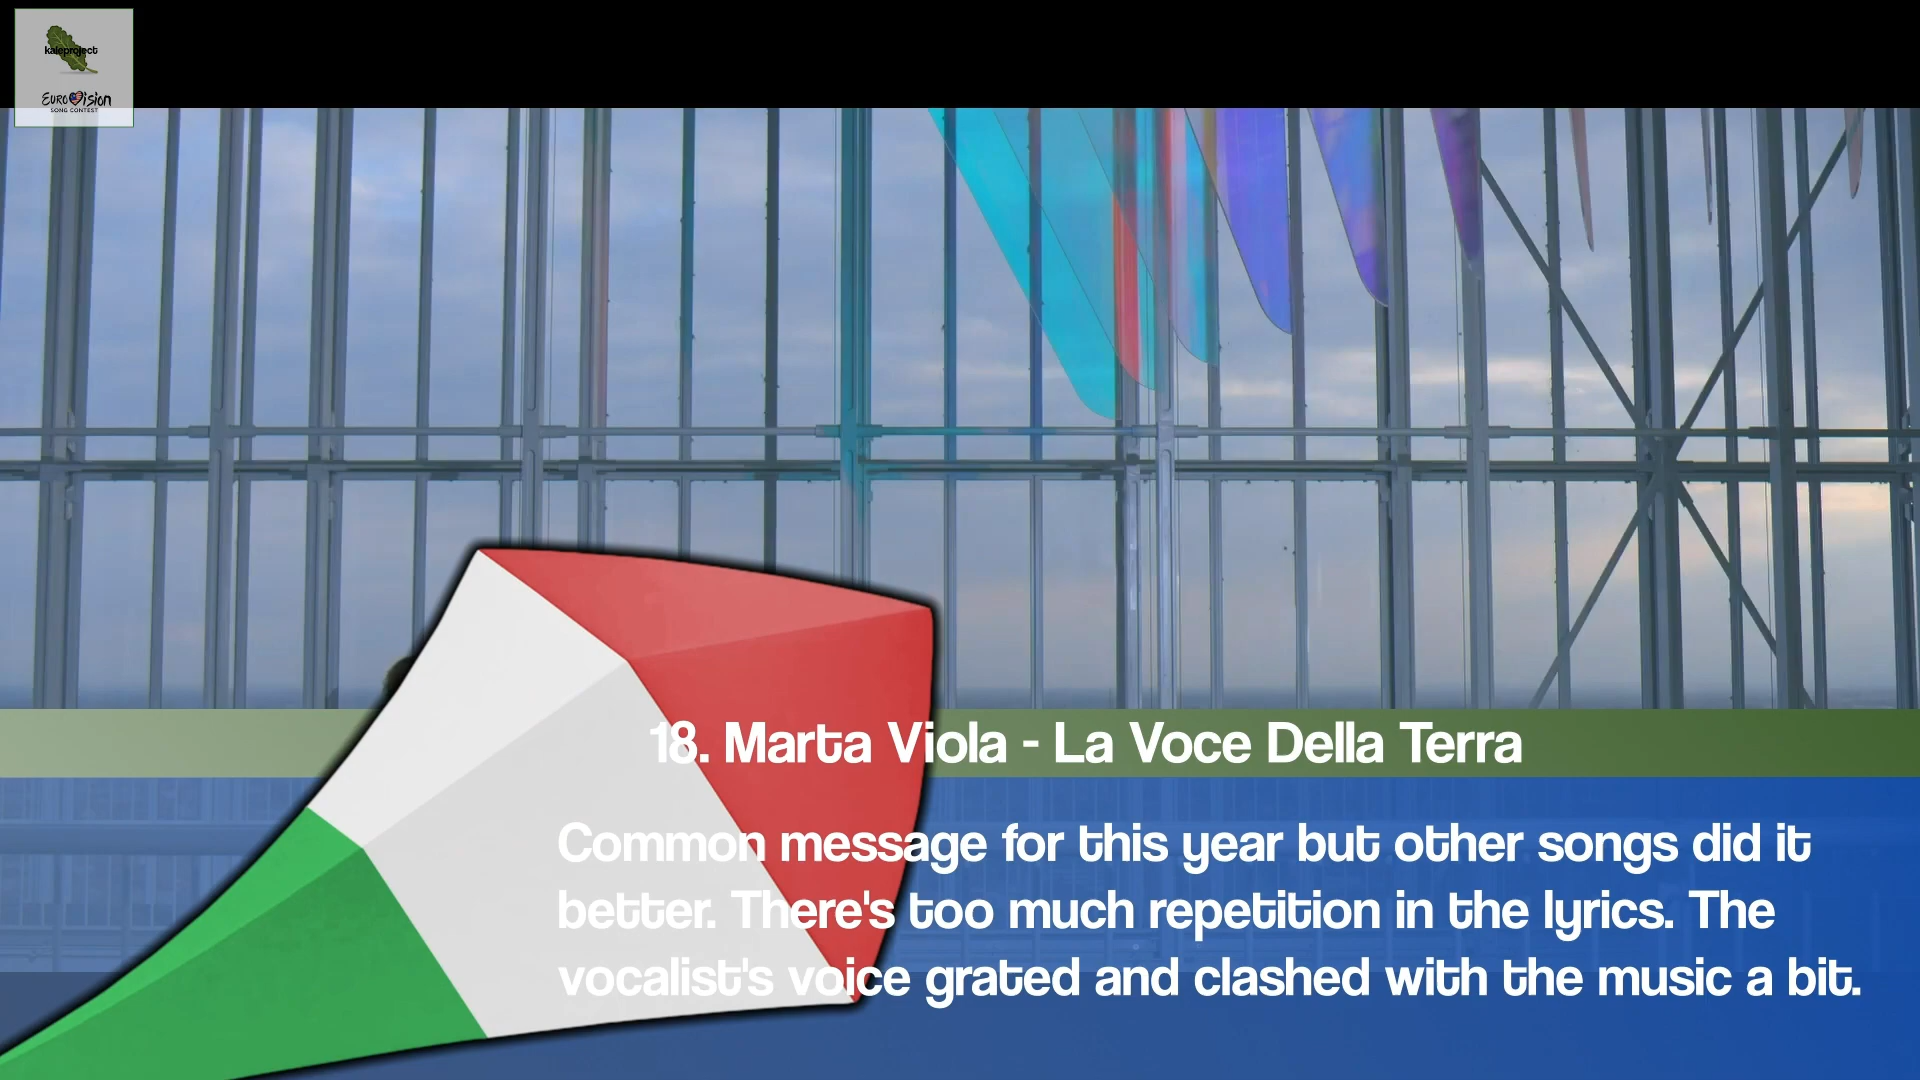 kaleproject
EUROVISION
SONG CONTEST
18. Marta Viola - La Voce Della Terra
Common message for this year but other songs did it
better. There's too much repetition in the lyrics. The
vocalist's voice grated and clashed with the music a bit.